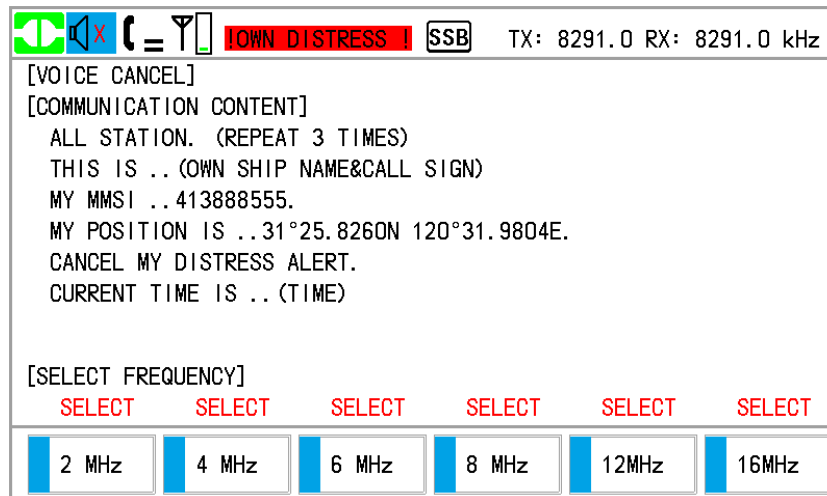 !OWN DISTRESS ! SSB TX: 8291.0 RX: 8291.0 kHz
[VOICE CANCEL]
[COMMUNICATION CONTENT]
ALL STATION. (REPEAT 3 TIMES)
THIS IS ..(OWN SHIP NAME&CALL SIGN)
MY MMSI ..413888555.
MY POSITION IS ..31°25.8260N 120°31.9804E.
CANCEL MY DISTRESS ALERT.
CURRENT TIME IS ..(TIME)
[SELECT FREQUENCY]
SELECT SELECT SELECT SELECT SELECT SELECT
2 MHz 4 MHz 6 MHz 8 MHz 12MHz 16MHz